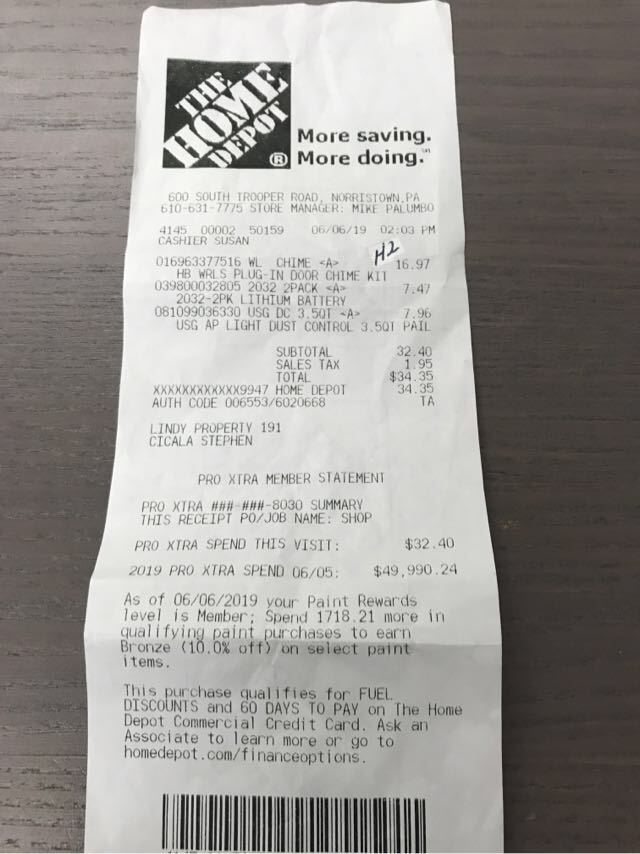 THE
HOME
DEPOT
®
More saving.
More doing.℠
600 SOUTH TROOPER ROAD, NORRISTOWN,PA
610-631-7775 STORE MANAGER: MIKE PALUMBO
4145 00002 50159 06/06/19 02:03 PM
CASHIER SUSAN
H2
016963377516 WL CHIME <A> 16.97
HB WRLS PLUG-IN DOOR CHIME KIT
039800032805 2032 2PACK <A> 7.47
2032-2PK LITHIUM BATTERY
081099036330 USG DC 3.5QT <A> 7.96
USG AP LIGHT DUST CONTROL 3.5QT PAIL
SUBTOTAL 32.40
SALES TAX 1.95
TOTAL $34.35
XXXXXXXXXXXX9947 HOME DEPOT 34.35
AUTH CODE 006553/6020668 TA
LINDY PROPERTY 191
CICALA STEPHEN
PRO XTRA MEMBER STATEMENT
PRO XTRA ###-###-8030 SUMMARY
THIS RECEIPT PO/JOB NAME: SHOP
PRO XTRA SPEND THIS VISIT: $32.40
2019 PRO XTRA SPEND 06/05: $49,990.24
As of 06/06/2019 your Paint Rewards
level is Member; Spend 1718.21 more in
qualifying paint purchases to earn
Bronze (10.0% off) on select paint
items.
This purchase qualifies for FUEL
DISCOUNTS and 60 DAYS TO PAY on The Home
Depot Commercial Credit Card. Ask an
Associate to learn more or go to
homedepot.com/financeoptions.